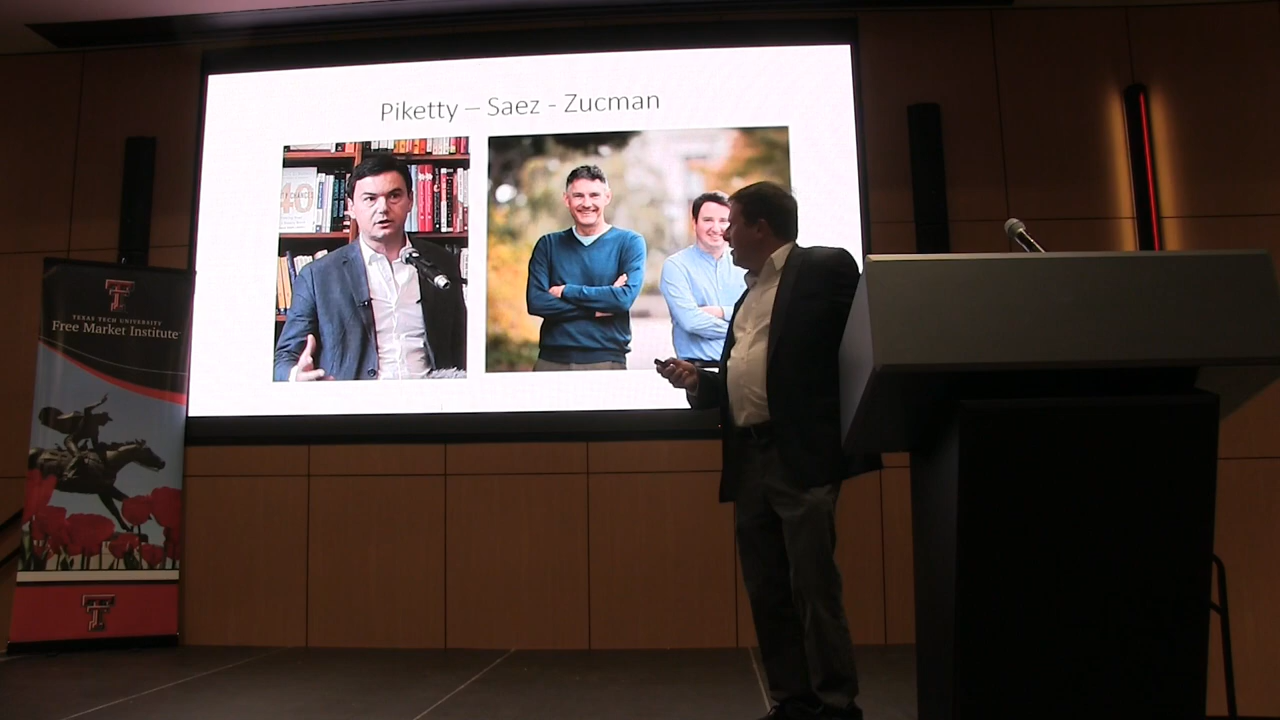 Piketty – Saez - Zucman
40
TEXAS TECH UNIVERSITY
Free Market Institute